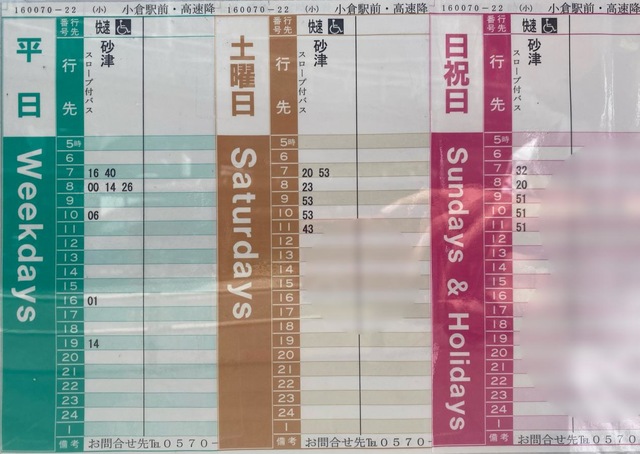 160070-22 (小) 小倉駅前・高速降
平日
Weekdays
行先番号 快速
行先 砂津
スロープ付バス
5時
6
7 16 40
8 00 14 26
9
10 06
11
12
13
14
15
16 01
17
18
19 14
20
21
22
23
24
1
備考 お問合せ先℡0570-
160070-22 (小) 小倉駅前・高速降
土曜日
Saturdays
行先番号 快速
行先 砂津
スロープ付バス
5時
6
7 20 53
8 23
9 53
10 53
11 43
12
13
14
15
16
17
18
19
20
21
22
23
24
1
備考 お問合せ先℡0570-
160070-22 (小) 小倉駅前・高速降
日祝日
Sundays & Holidays
行先番号 快速
行先 砂津
スロープ付バス
5時
6
7 32
8 20
9 51
10 51
11 51
12
13
14
15
16
17
18
19
20
21
22
23
24
1
備考 お問合せ先℡0570-